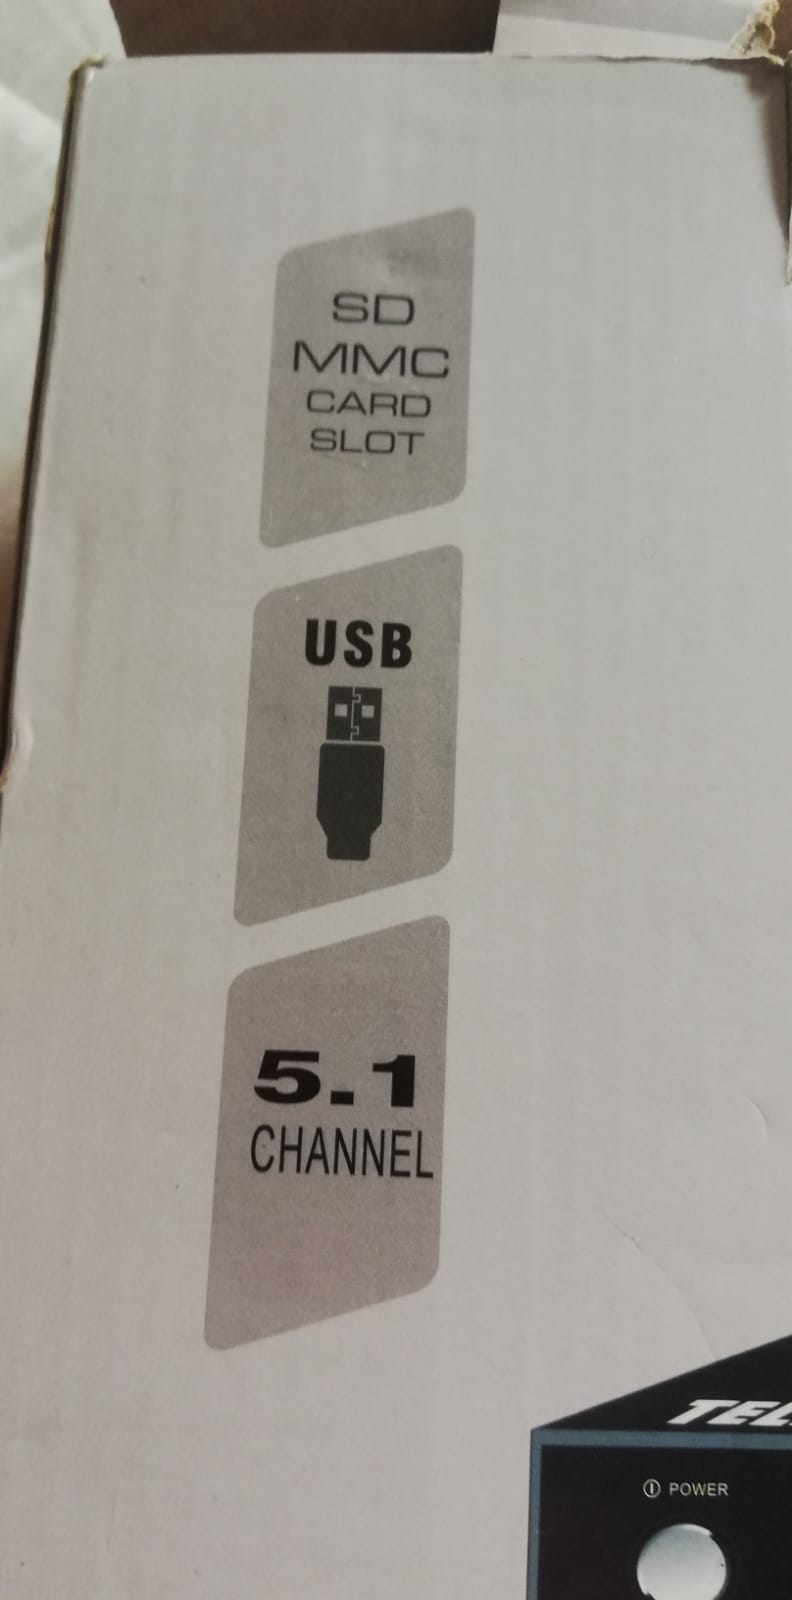 SD
MMC
CARD
SLOT
USB
5.1
CHANNEL
POWER